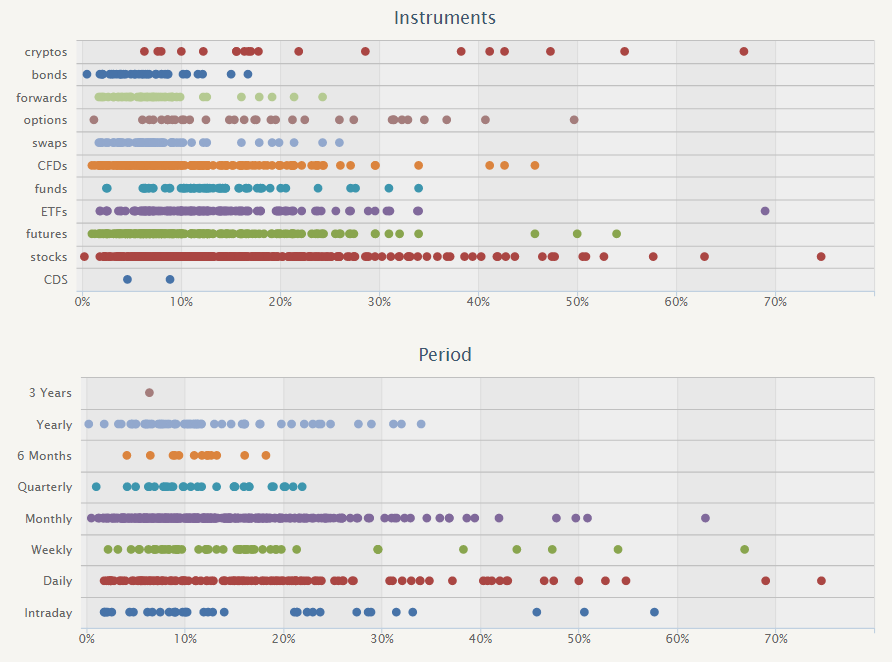 Instruments
cryptos
bonds
forwards
options
swaps
CFDs
funds
ETFs
futures
stocks
CDS
0% 10% 20% 30% 40% 50% 60% 70%
Period
3 Years
Yearly
6 Months
Quarterly
Monthly
Weekly
Daily
Intraday
0% 10% 20% 30% 40% 50% 60% 70%